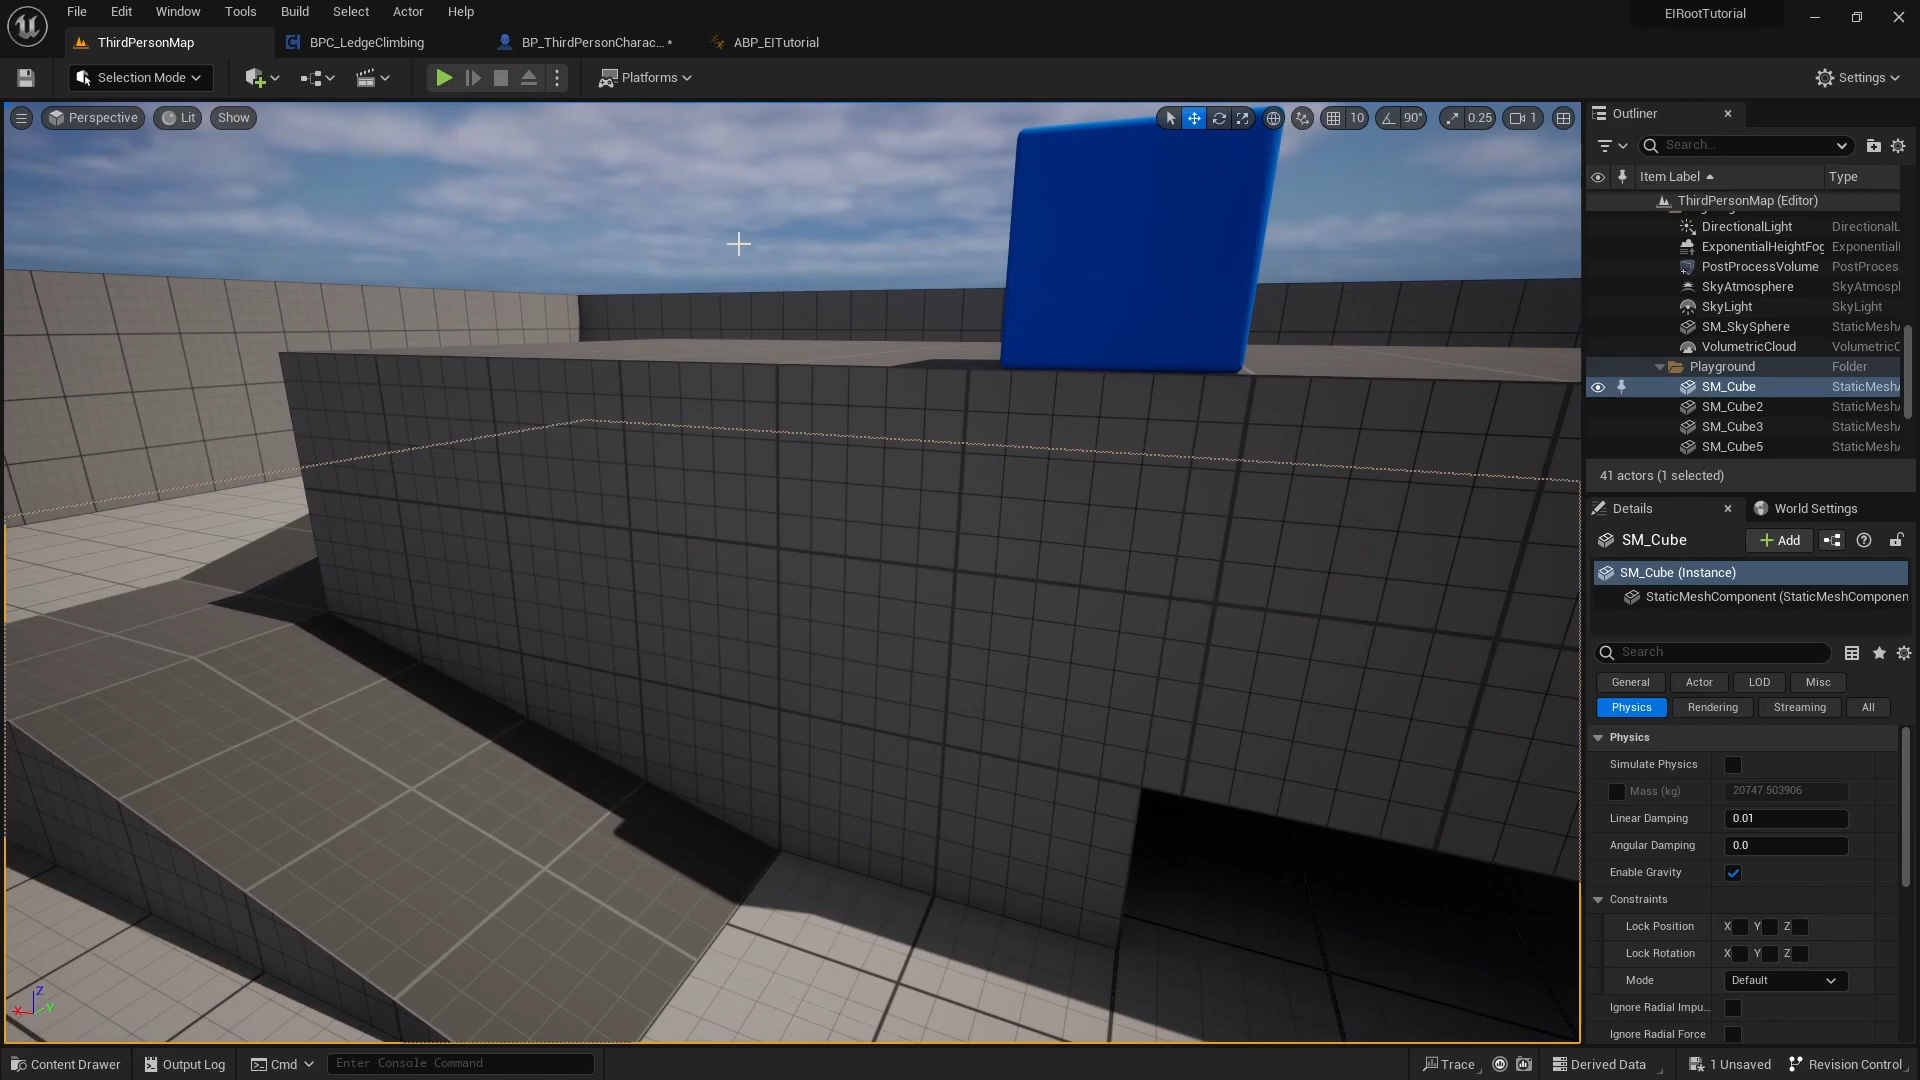 File Edit Window Tools Build Select Actor Help
EIRootTutorial
ThirdPersonMap
BPC_LedgeClimbing
BP_ThirdPersonCharac... •
ABP_EITutorial
Selection Mode
Platforms
Settings
Perspective
Lit
Show
10
90°
0.25
1
Outliner
Search...
Item Label
Type
ThirdPersonMap (Editor)
DirectionalLight DirectionalL
ExponentialHeightFog Exponential
PostProcessVolume PostProces
SkyAtmosphere SkyAtmospl
SkyLight SkyLight
SM_SkySphere StaticMesh
VolumetricCloud VolumetricC
Playground Folder
SM_Cube StaticMesh
SM_Cube2 StaticMesh
SM_Cube3 StaticMesh
SM_Cube5 StaticMesh
41 actors (1 selected)
Details
World Settings
SM_Cube
Add
SM_Cube (Instance)
StaticMeshComponent (StaticMeshComponen
Search
General Actor LOD Misc
Physics Rendering Streaming All
Physics
Simulate Physics
Mass (kg) 20747.503906
Linear Damping 0.01
Angular Damping 0.0
Enable Gravity
Constraints
Lock Position X Y Z
Lock Rotation X Y Z
Mode Default
Ignore Radial Impu...
Ignore Radial Force
Z
X
Y
Content Drawer
Output Log
Cmd
Enter Console Command
Trace
Derived Data
1 Unsaved
Revision Control